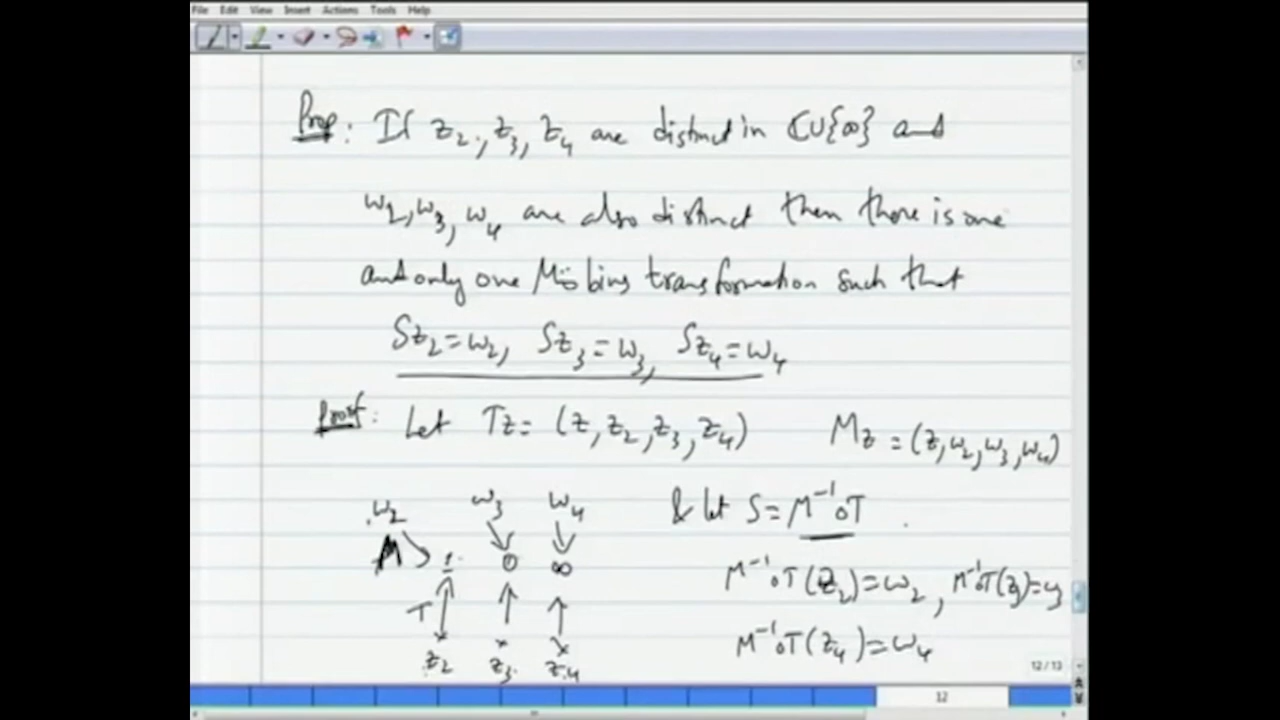 File Edit View Insert Actions Tools Help
Prop: If z₂, z₃, z₄ are distinct in ℂ∪{∞} and
w₂, w₃, w₄ are also distinct then there is one
and only one Möbius transformation such that
Sz₂=w₂, Sz₃=w₃, Sz₄=w₄
Proof: Let Tz=(z,z₂,z₃,z₄) Mz=(z,w₂,w₃,w₄)
w₂ w₃ w₄ & let S=M⁻¹∘T
M 1 0 ∞
M⁻¹∘T(z₂)=w₂, M⁻¹∘T(z₃)=w₃
T
M⁻¹∘T(z₄)=w₄
z₂ z₃ z₄
12/13
12